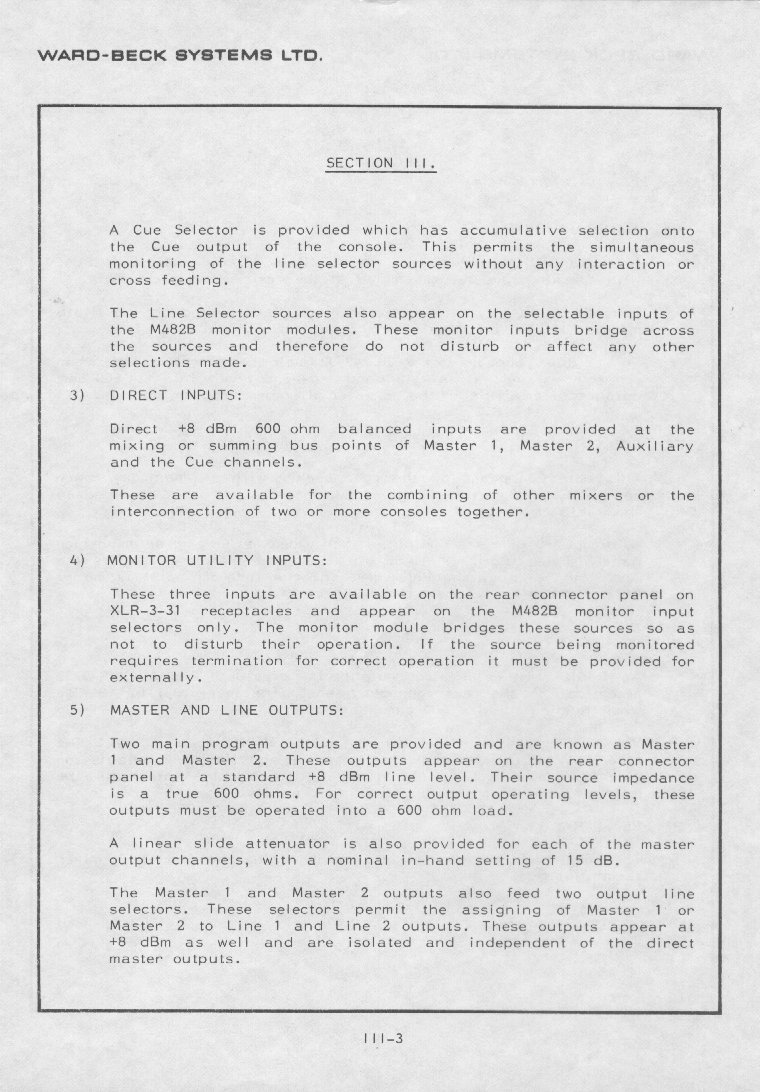 WARD-BECK SYSTEMS LTD.
SECTION III.
A Cue Selector is provided which has accumulative selection onto
the Cue output of the console. This permits the simultaneous
monitoring of the line selector sources without any interaction or
cross feeding.
The Line Selector sources also appear on the selectable inputs of
the M482B monitor modules. These monitor inputs bridge across
the sources and therefore do not disturb or affect any other
selections made.
3) DIRECT INPUTS:
Direct +8 dBm 600 ohm balanced inputs are provided at the
mixing or summing bus points of Master 1, Master 2, Auxiliary
and the Cue channels.
These are available for the combining of other mixers or the
interconnection of two or more consoles together.
4) MONITOR UTILITY INPUTS:
These three inputs are available on the rear connector panel on
XLR-3-31 receptacles and appear on the M482B monitor input
selectors only. The monitor module bridges these sources so as
not to disturb their operation. If the source being monitored
requires termination for correct operation it must be provided for
externally.
5) MASTER AND LINE OUTPUTS:
Two main program outputs are provided and are known as Master
1 and Master 2. These outputs appear on the rear connector
panel at a standard +8 dBm line level. Their source impedance
is a true 600 ohms. For correct output operating levels, these
outputs must be operated into a 600 ohm load.
A linear slide attenuator is also provided for each of the master
output channels, with a nominal in-hand setting of 15 dB.
The Master 1 and Master 2 outputs also feed two output line
selectors. These selectors permit the assigning of Master 1 or
Master 2 to Line 1 and Line 2 outputs. These outputs appear at
+8 dBm as well and are isolated and independent of the direct
master outputs.
III-3